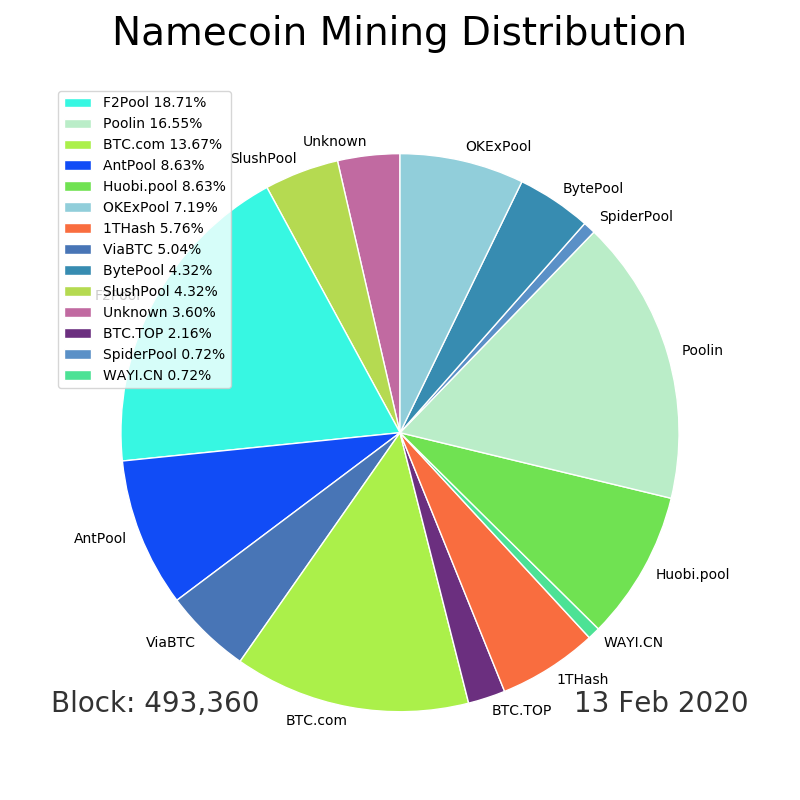 Namecoin Mining Distribution
F2Pool 18.71%
Poolin 16.55%
BTC.com 13.67%
AntPool 8.63%
Huobi.pool 8.63%
OKExPool 7.19%
1THash 5.76%
ViaBTC 5.04%
BytePool 4.32%
SlushPool 4.32%
Unknown 3.60%
BTC.TOP 2.16%
SpiderPool 0.72%
WAYI.CN 0.72%
Unknown
SlushPool
OKExPool
BytePool
SpiderPool
F2Pool
Poolin
AntPool
Huobi.pool
ViaBTC
WAYI.CN
1THash
BTC.TOP
BTC.com
Block: 493,360
13 Feb 2020